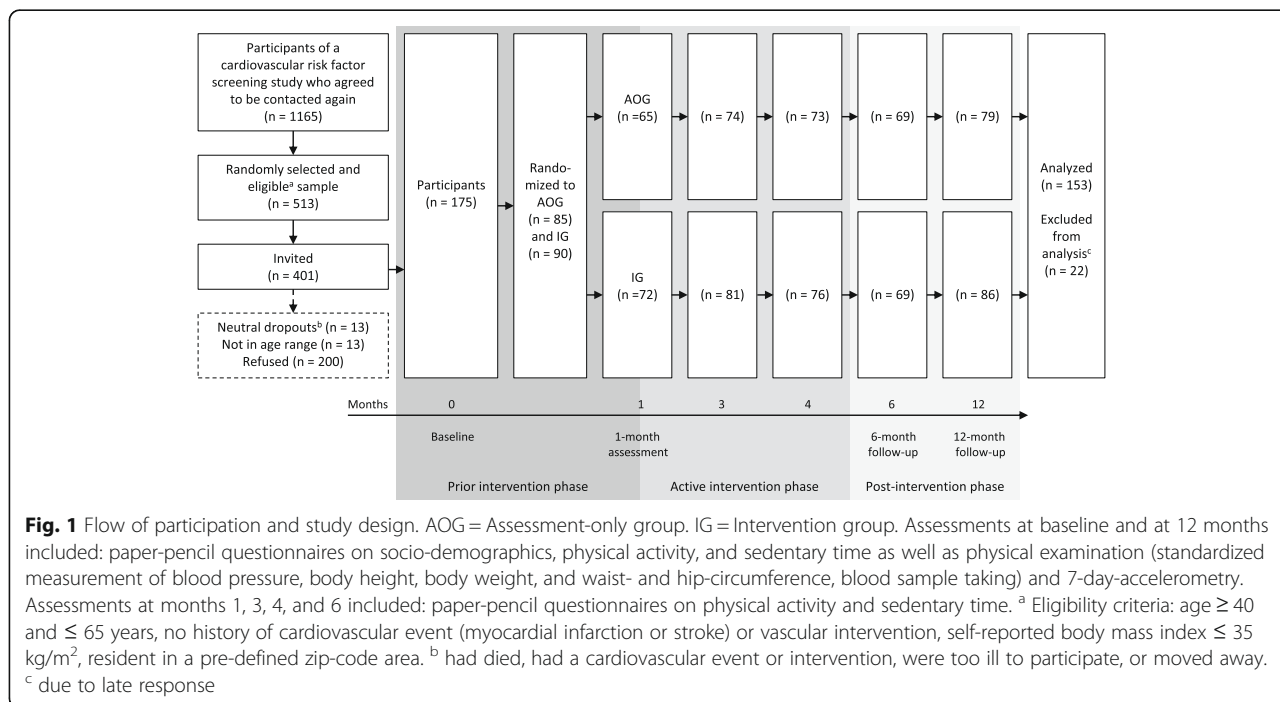 Participants of a
cardiovascular risk factor
screening study who agreed
to be contacted again
(n = 1165)
Randomly selected and
eligibleᵃ sample
(n = 513)
Invited
(n = 401)
Neutral dropoutsᵇ (n = 13)
Not in age range (n = 13)
Refused (n = 200)
Participants
(n = 175)
Rando-
mized to
AOG
(n = 85)
and IG
(n = 90)
AOG
(n =65)
(n = 74)
(n = 73)
(n = 69)
(n = 79)
IG
(n =72)
(n = 81)
(n = 76)
(n = 69)
(n = 86)
Analyzed
(n = 153)
Excluded
from
analysisᶜ
(n = 22)
Months 0 1 3 4 6 12
Baseline
1-month
assessment
6-month
follow-up
12-month
follow-up
Prior intervention phase Active intervention phase Post-intervention phase
Fig. 1 Flow of participation and study design. AOG = Assessment-only group. IG = Intervention group. Assessments at baseline and at 12 months
included: paper-pencil questionnaires on socio-demographics, physical activity, and sedentary time as well as physical examination (standardized
measurement of blood pressure, body height, body weight, and waist- and hip-circumference, blood sample taking) and 7-day-accelerometry.
Assessments at months 1, 3, 4, and 6 included: paper-pencil questionnaires on physical activity and sedentary time. ᵃ Eligibility criteria: age ≥ 40
and ≤ 65 years, no history of cardiovascular event (myocardial infarction or stroke) or vascular intervention, self-reported body mass index ≤ 35
kg/m², resident in a pre-defined zip-code area. ᵇ had died, had a cardiovascular event or intervention, were too ill to participate, or moved away.
ᶜ due to late response